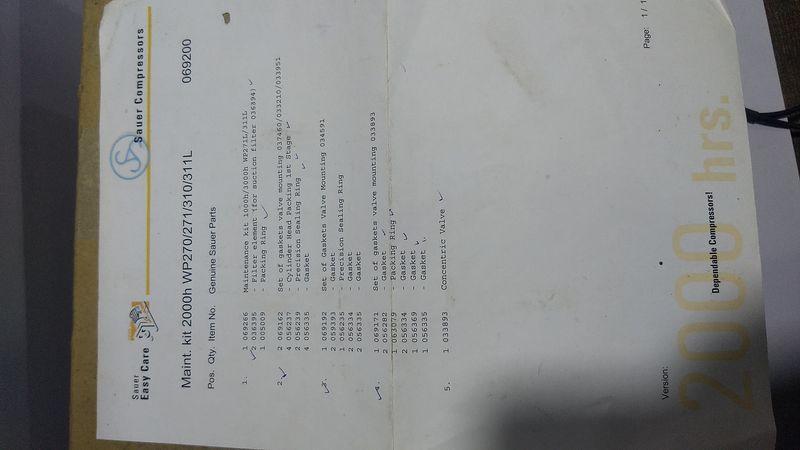 Sauer
Easy Care
Sauer Compressors
Maint. kit 2000h WP270/271/310/311L 069200
Pos. Qty. Item No. Genuine Sauer Parts
1. 1 069266 Maintenance kit 1000h/3000h WP271L/311L
2 036395 - Filter element (for suction filter 036394)
1 005009 - Packing Ring
2. 2 069162 Set of gaskets valve mounting 037460/033210/033951
4 056237 - Cylinder Head Packing 1st Stage
2 056239 - Precision Sealing Ring
4 056335 - Gasket
3. 1 069192 Set of Gaskets Valve Mounting 034591
2 059393 - Gasket
1 056235 - Precision Sealing Ring
2 056334 - Gasket
2 056335 - Gasket
4. 1 069171 Set of gaskets valve mounting 033893
2 056282 - Gasket
1 063079 - Packing Ring
2 056334 - Gasket
1 056369 - Gasket
1 056335 - Gasket
5. 1 033893 Concentric Valve
Version:
Page: 1 / 1
2000 hrs.
Dependable Compressors!